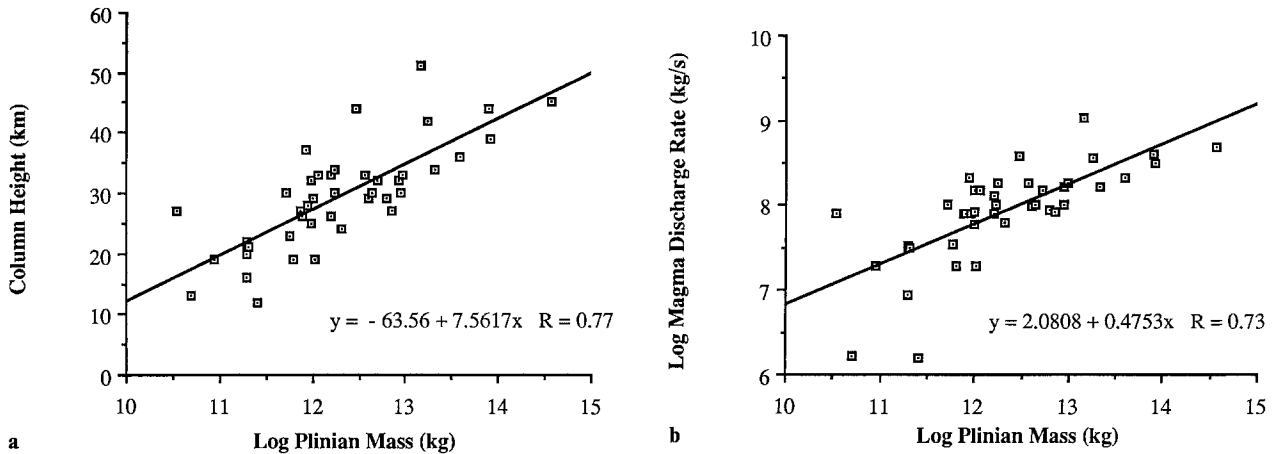 60
50
40
30
20
10
0
Column Height (km)
y = - 63.56 + 7.5617x R = 0.77
10 11 12 13 14 15
Log Plinian Mass (kg)
a
10
9
8
7
6
Log Magma Discharge Rate (kg/s)
y = 2.0808 + 0.4753x R = 0.73
10 11 12 13 14 15
Log Plinian Mass (kg)
b